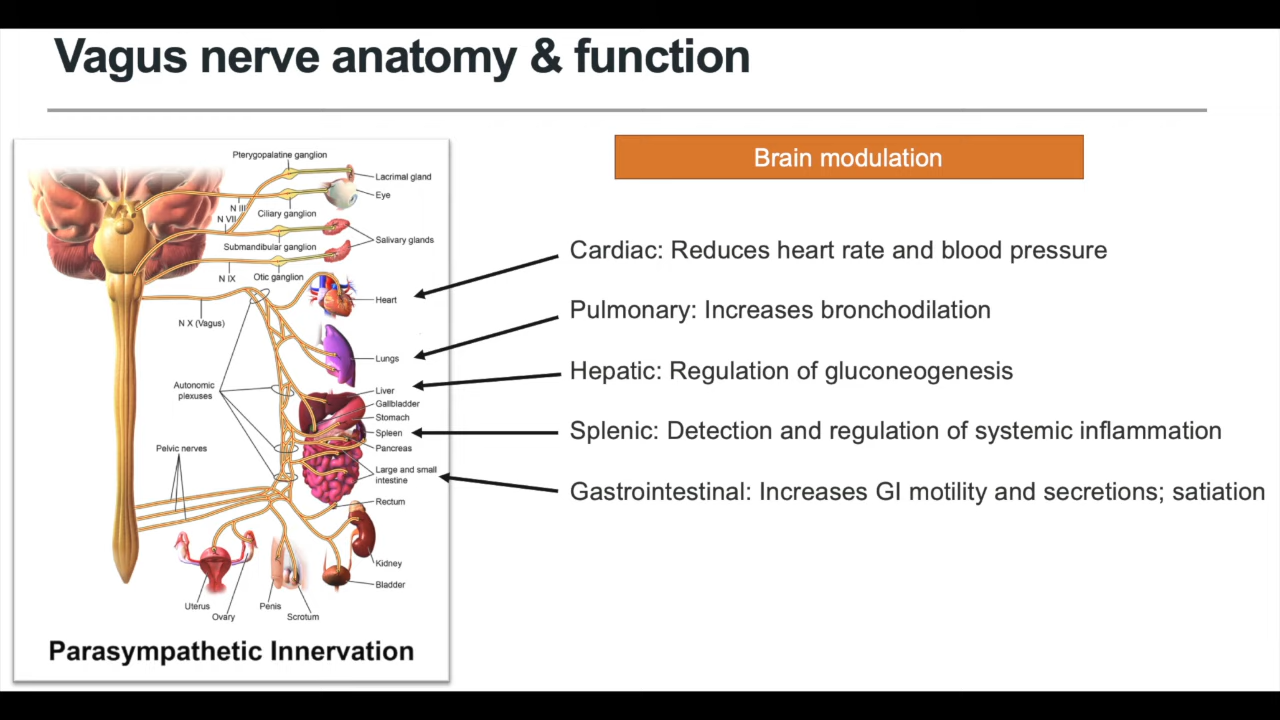 Vagus nerve anatomy & function
Pterygopalatine ganglion
Lacrimal gland
Eye
N III
Ciliary ganglion
N VII
Salivary glands
Submandibular ganglion
N IX
Otic ganglion
Heart
N X (Vagus)
Lungs
Autonomic
plexuses
Liver
Gallbladder
Stomach
Spleen
Pancreas
Pelvic nerves
Large and small
intestine
Rectum
Kidney
Bladder
Uterus
Ovary
Penis
Scrotum
Parasympathetic Innervation
Brain modulation
Cardiac: Reduces heart rate and blood pressure
Pulmonary: Increases bronchodilation
Hepatic: Regulation of gluconeogenesis
Splenic: Detection and regulation of systemic inflammation
Gastrointestinal: Increases GI motility and secretions; satiation